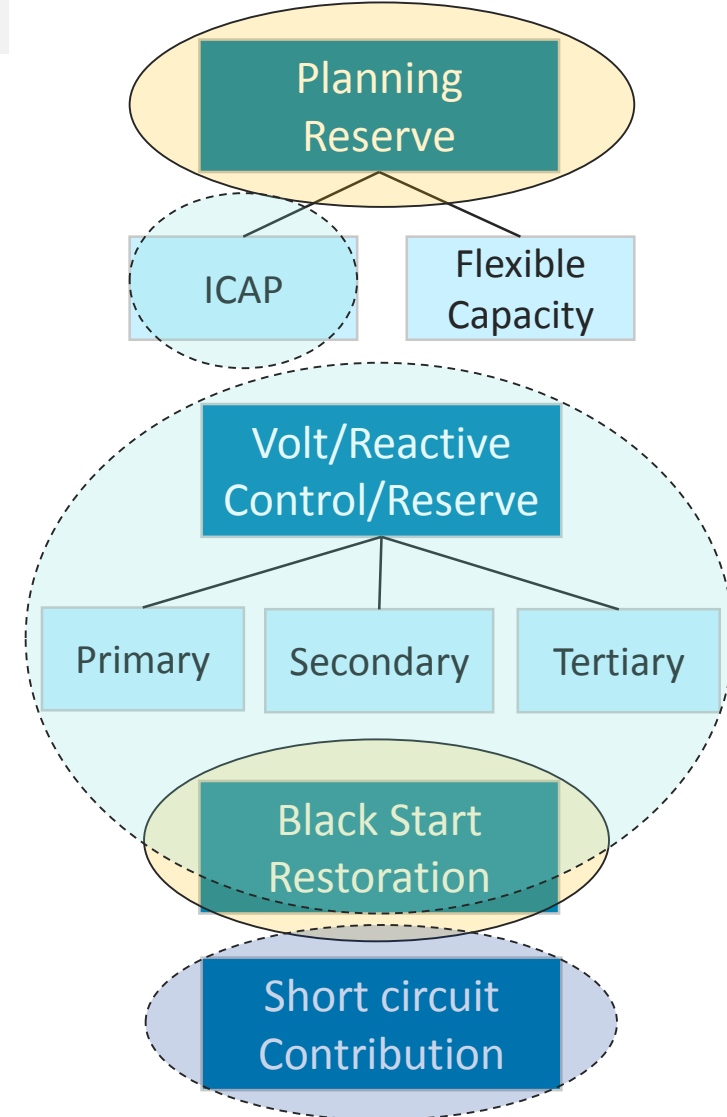 Planning
Reserve
ICAP
Flexible
Capacity
Volt/Reactive
Control/Reserve
Primary
Secondary
Tertiary
Black Start
Restoration
Short circuit
Contribution